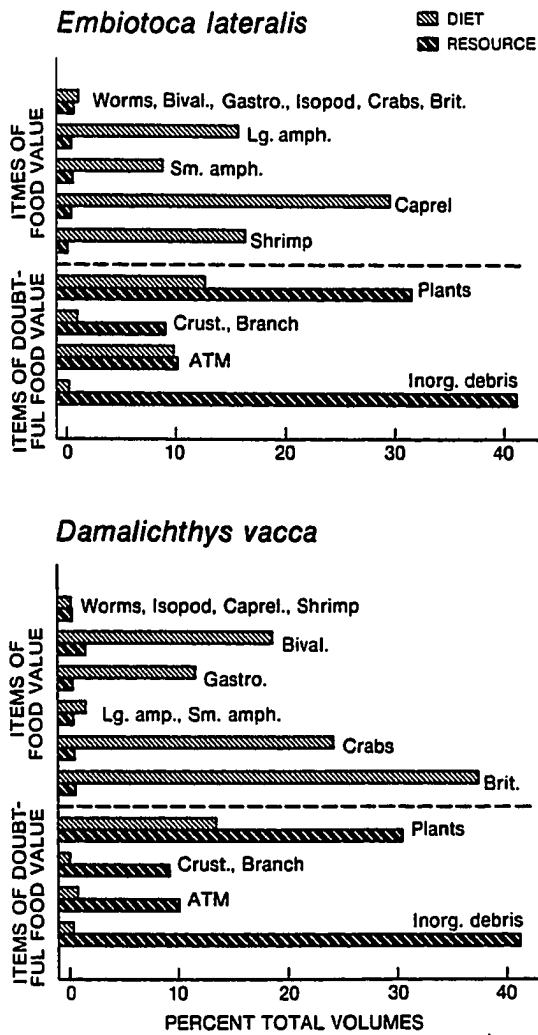 Embiotoca lateralis
DIET
RESOURCE
ITMES OF
FOOD VALUE
Worms, Bival., Gastro., Isopod, Crabs, Brit.
Lg. amph.
Sm. amph.
Caprel
Shrimp
ITEMS OF DOUBT-
FUL FOOD VALUE
Plants
Crust., Branch
ATM
Inorg. debris
0 10 20 30 40
Damalichthys vacca
ITEMS OF
FOOD VALUE
Worms, Isopod, Caprel., Shrimp
Bival.
Gastro.
Lg. amp., Sm. amph.
Crabs
Brit.
ITEMS OF DOUBT-
FUL FOOD VALUE
Plants
Crust., Branch
ATM
Inorg. debris
0 10 20 30 40
PERCENT TOTAL VOLUMES